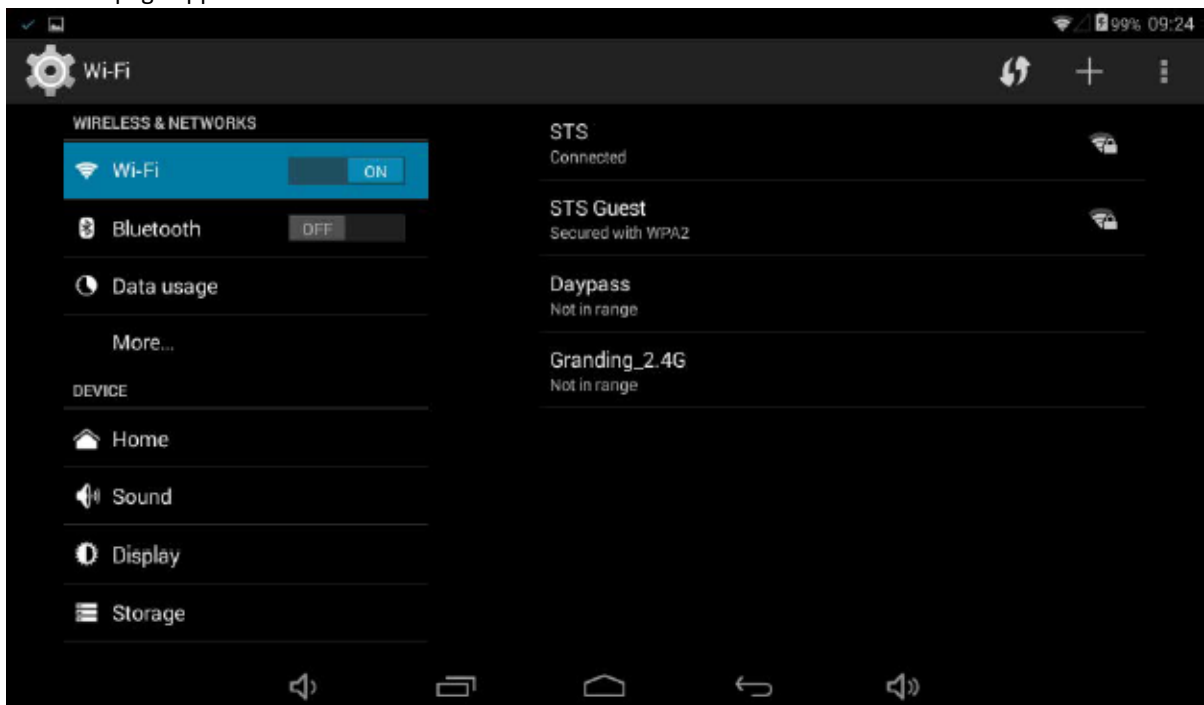 99% 09:24
Wi-Fi
WIRELESS & NETWORKS
Wi-Fi ON
Bluetooth OFF
Data usage
More...
DEVICE
Home
Sound
Display
Storage
STS
Connected
STS Guest
Secured with WPA2
Daypass
Not in range
Granding_2.4G
Not in range